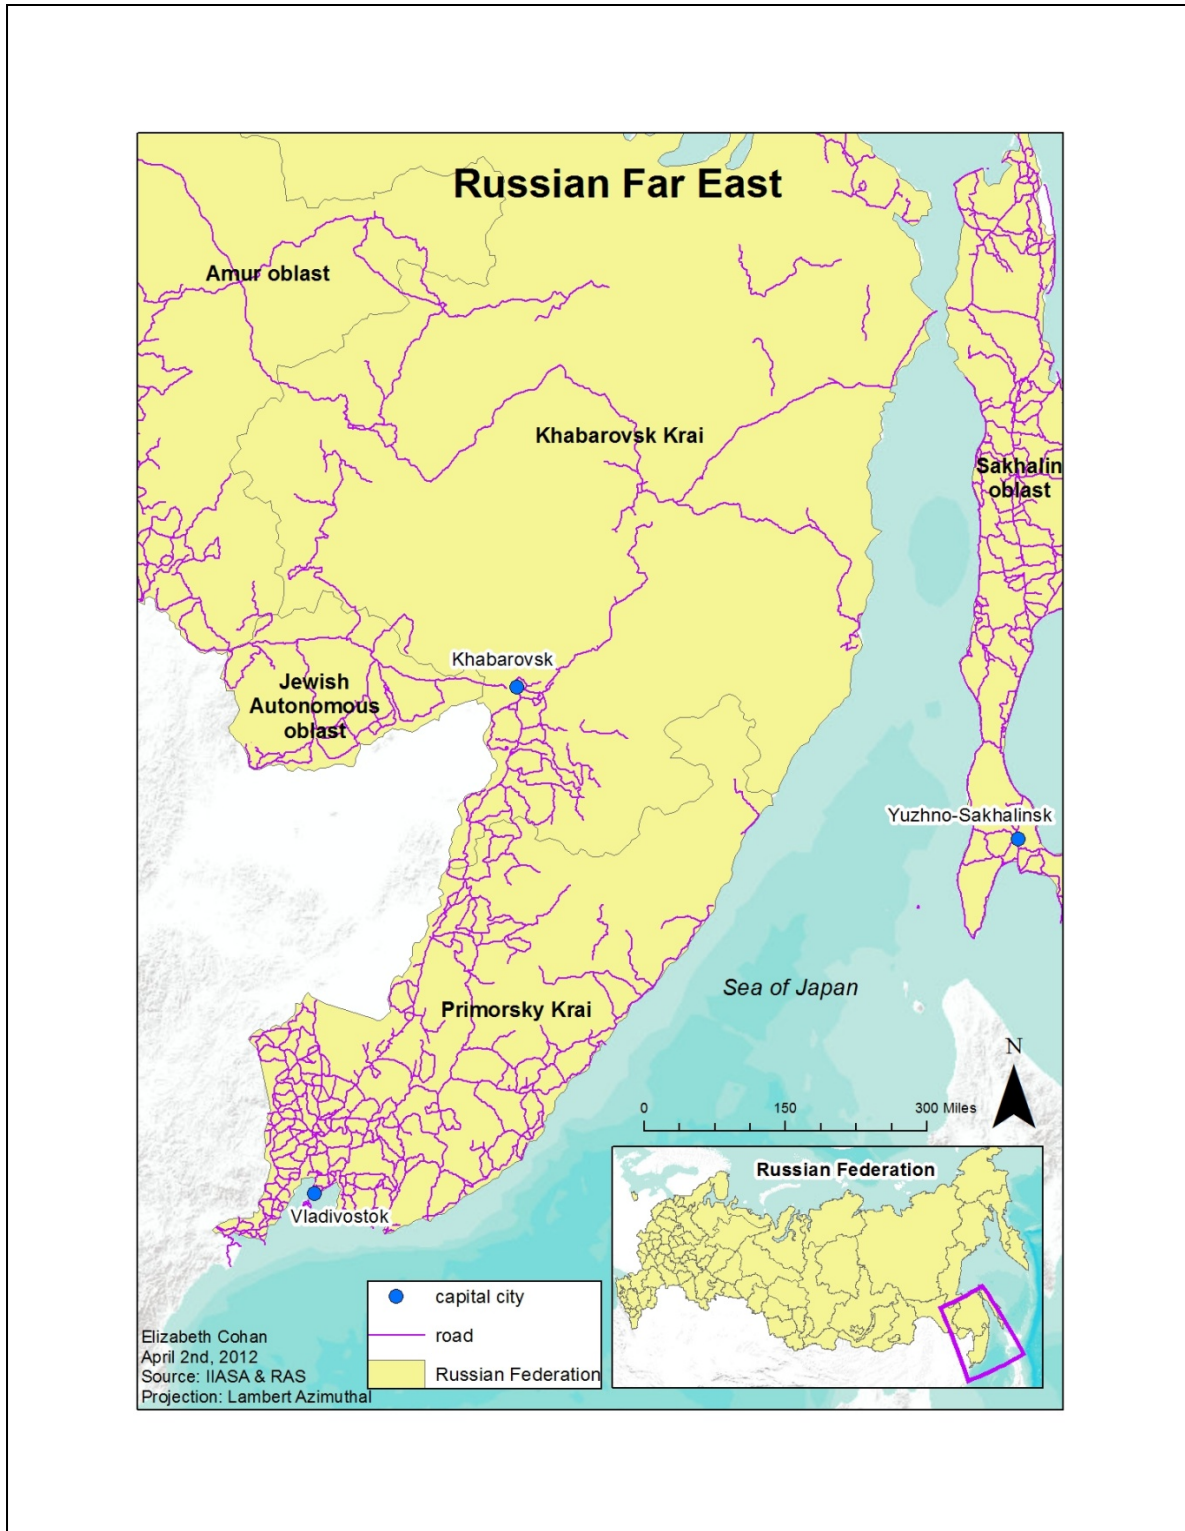 Russian Far East
Amur oblast
Khabarovsk Krai
Sakhalin
oblast
Khabarovsk
Jewish
Autonomous
oblast
Yuzhno-Sakhalinsk
Sea of Japan
Primorsky Krai
N
0 150 300 Miles
Russian Federation
Vladivostok
capital city
road
Russian Federation
Elizabeth Cohan
April 2nd, 2012
Source: IIASA & RAS
Projection: Lambert Azimuthal